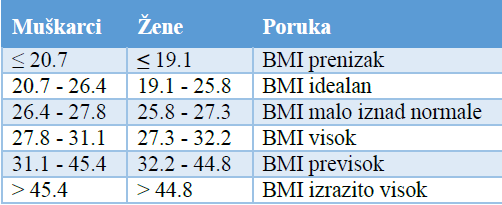 Muškarci Žene Poruka
≤ 20.7 ≤ 19.1 BMI prenizak
20.7 - 26.4 19.1 - 25.8 BMI idealan
26.4 - 27.8 25.8 - 27.3 BMI malo iznad normale
27.8 - 31.1 27.3 - 32.2 BMI visok
31.1 - 45.4 32.2 - 44.8 BMI previsok
> 45.4 > 44.8 BMI izrazito visok